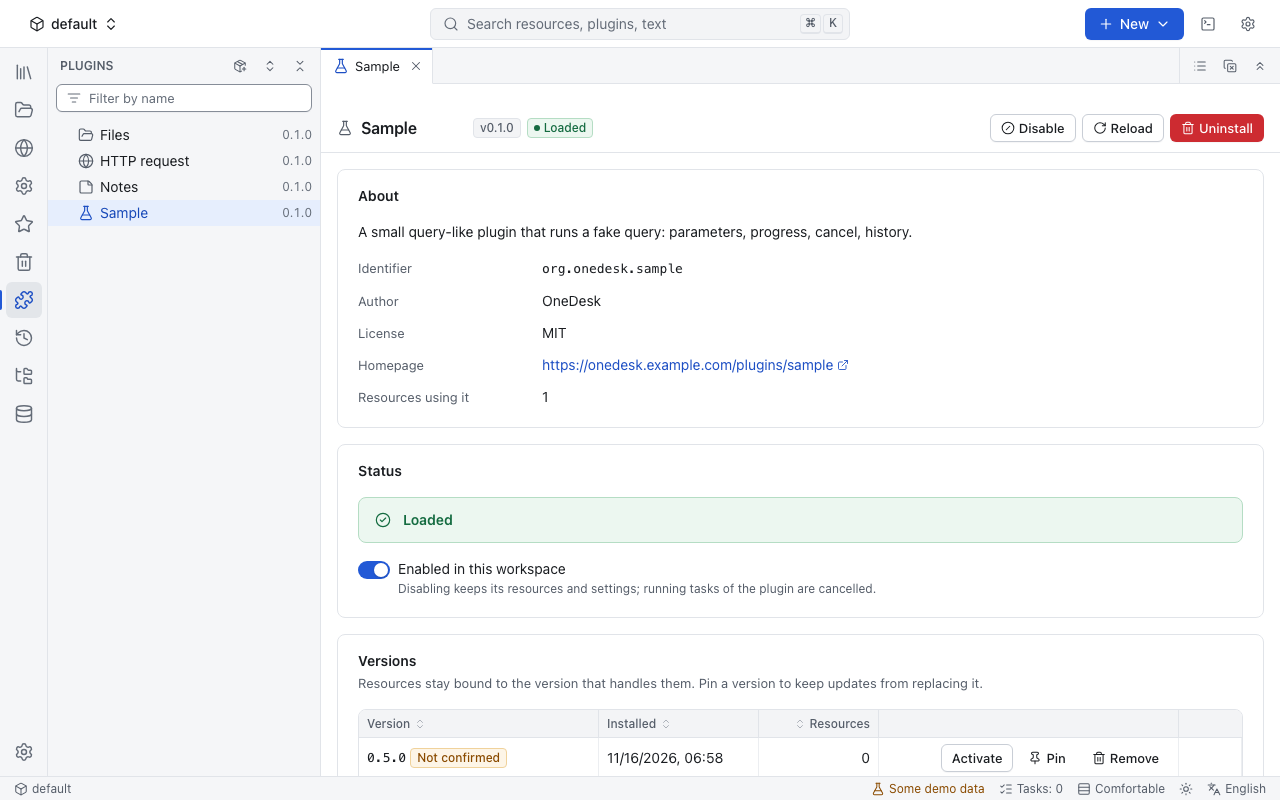 default
Search resources, plugins, text
⌘ K
New
PLUGINS
Filter by name
Files 0.1.0
HTTP request 0.1.0
Notes 0.1.0
Sample 0.1.0
Sample
Sample
v0.1.0
Loaded
Disable
Reload
Uninstall
About
A small query-like plugin that runs a fake query: parameters, progress, cancel, history.
Identifier org.onedesk.sample
Author OneDesk
License MIT
Homepage https://onedesk.example.com/plugins/sample
Resources using it 1
Status
Loaded
Enabled in this workspace
Disabling keeps its resources and settings; running tasks of the plugin are cancelled.
Versions
Resources stay bound to the version that handles them. Pin a version to keep updates from replacing it.
Version Installed Resources
0.5.0 Not confirmed 11/16/2026, 06:58 0 Activate Pin Remove
default
Some demo data
Tasks: 0
Comfortable
English